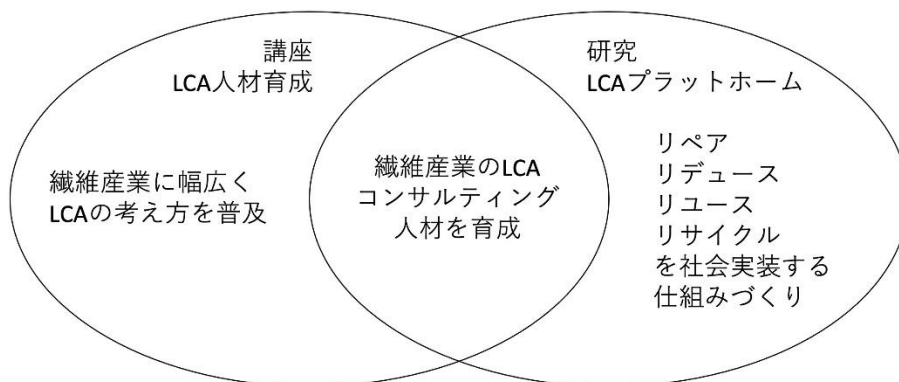 講座
LCA人材育成
繊維産業に幅広く
LCAの考え方を普及
繊維産業のLCA
コンサルティング
人材を育成
研究
LCAプラットホーム
リペア
リデュース
リユース
リサイクル
を社会実装する
仕組みづくり